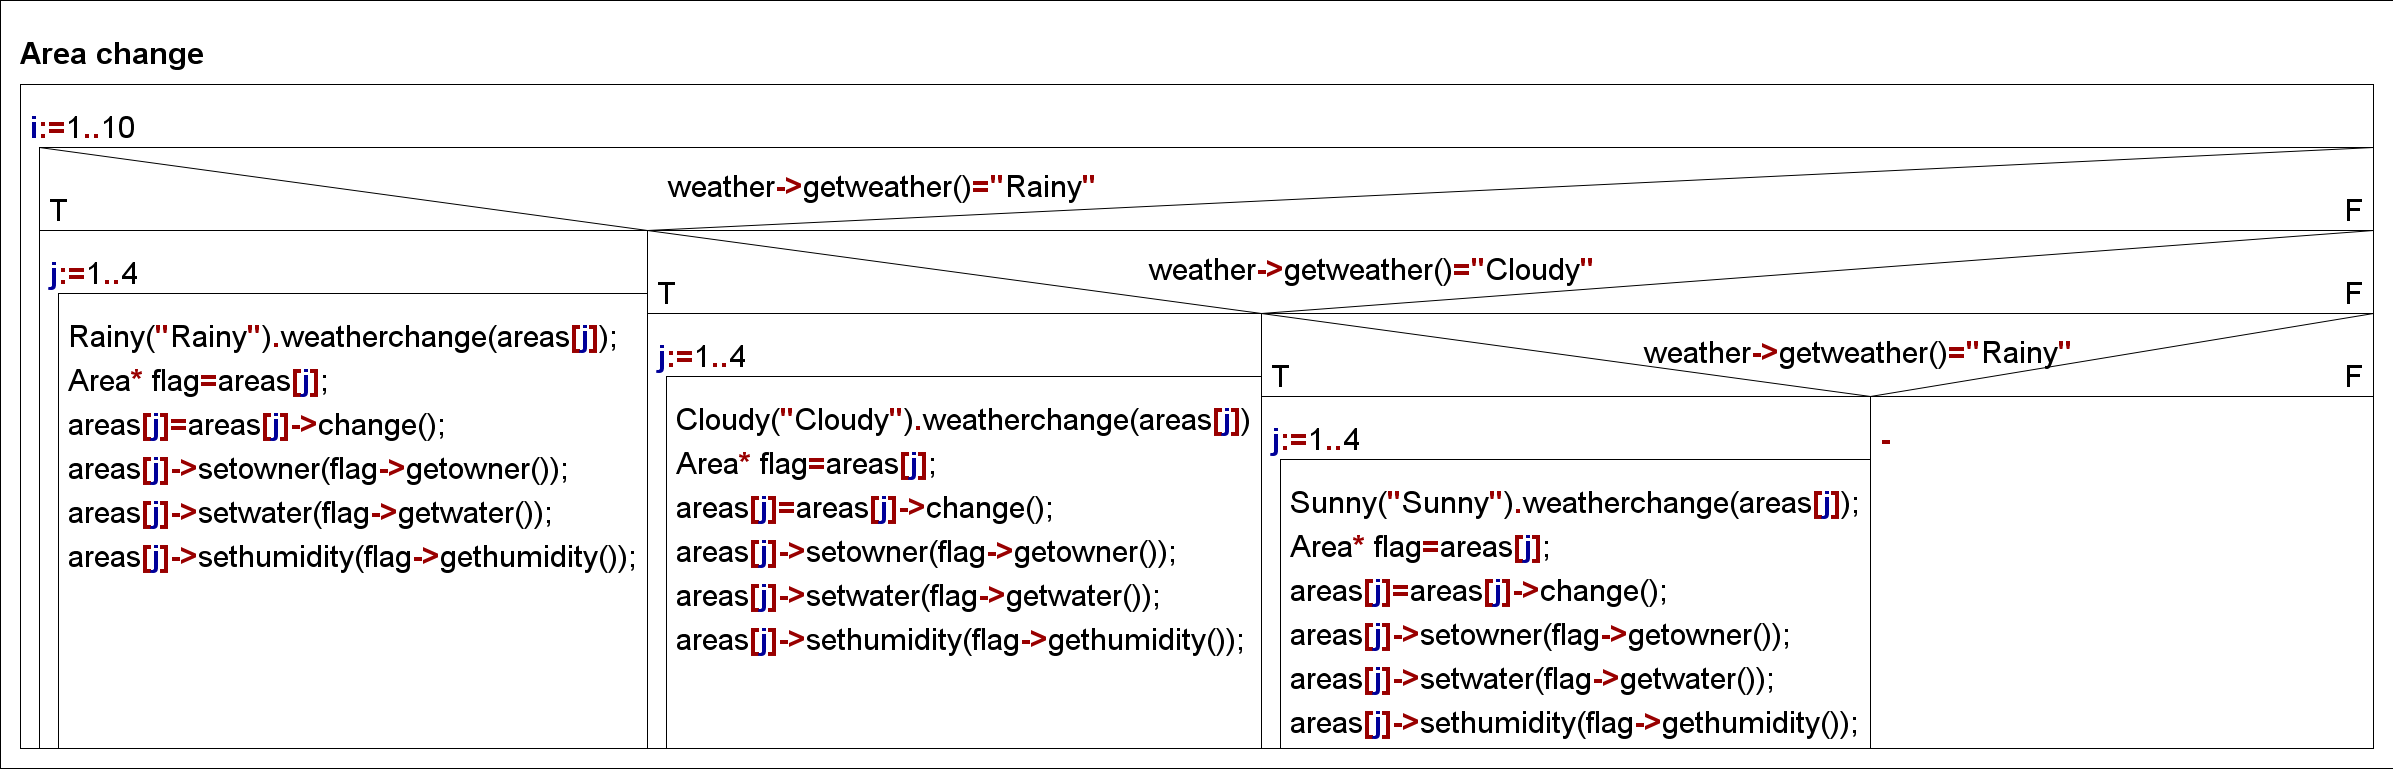 Area change
i:=1..10
weather->getweather()="Rainy"
T
F
j:=1..4
Rainy("Rainy").weatherchange(areas[j]);
Area* flag=areas[j];
areas[j]=areas[j]->change();
areas[j]->setowner(flag->getowner());
areas[j]->setwater(flag->getwater());
areas[j]->sethumidity(flag->gethumidity());
weather->getweather()="Cloudy"
T
F
j:=1..4
Cloudy("Cloudy").weatherchange(areas[j])
Area* flag=areas[j];
areas[j]=areas[j]->change();
areas[j]->setowner(flag->getowner());
areas[j]->setwater(flag->getwater());
areas[j]->sethumidity(flag->gethumidity());
weather->getweather()="Rainy"
T
F
j:=1..4
Sunny("Sunny").weatherchange(areas[j]);
Area* flag=areas[j];
areas[j]=areas[j]->change();
areas[j]->setowner(flag->getowner());
areas[j]->setwater(flag->getwater());
areas[j]->sethumidity(flag->gethumidity());
-